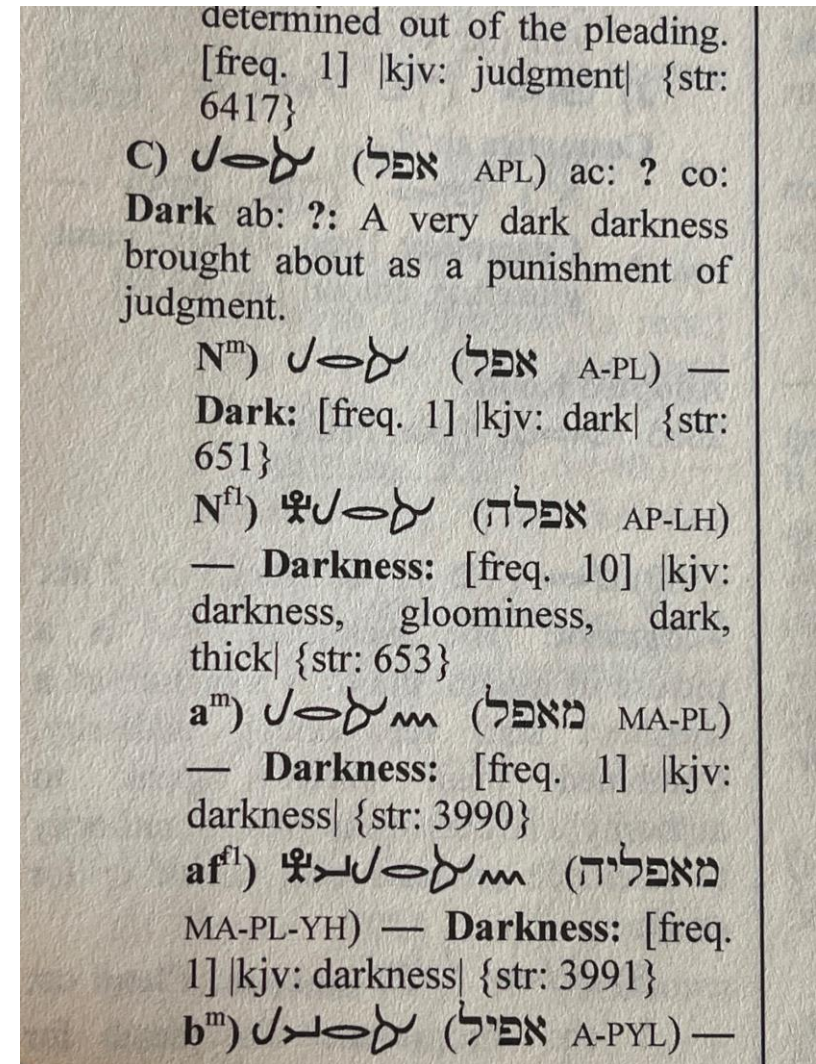 determined out of the pleading.
[freq. 1] |kjv: judgment| {str:
6417}
C) (אפל APL) ac: ? co:
Dark ab: ?: A very dark darkness
brought about as a punishment of
judgment.
Nᵐ) (אפל A-PL) —
Dark: [freq. 1] |kjv: dark| {str:
651}
Nᶠ¹) (אפלה AP-LH)
— Darkness: [freq. 10] |kjv:
darkness, gloominess, dark,
thick| {str: 653}
aᵐ) (מאפל MA-PL)
— Darkness: [freq. 1] |kjv:
darkness| {str: 3990}
afᶠ¹) (מאפליה
MA-PL-YH) — Darkness: [freq.
1] |kjv: darkness| {str: 3991}
bᵐ) (אפיל A-PYL) —